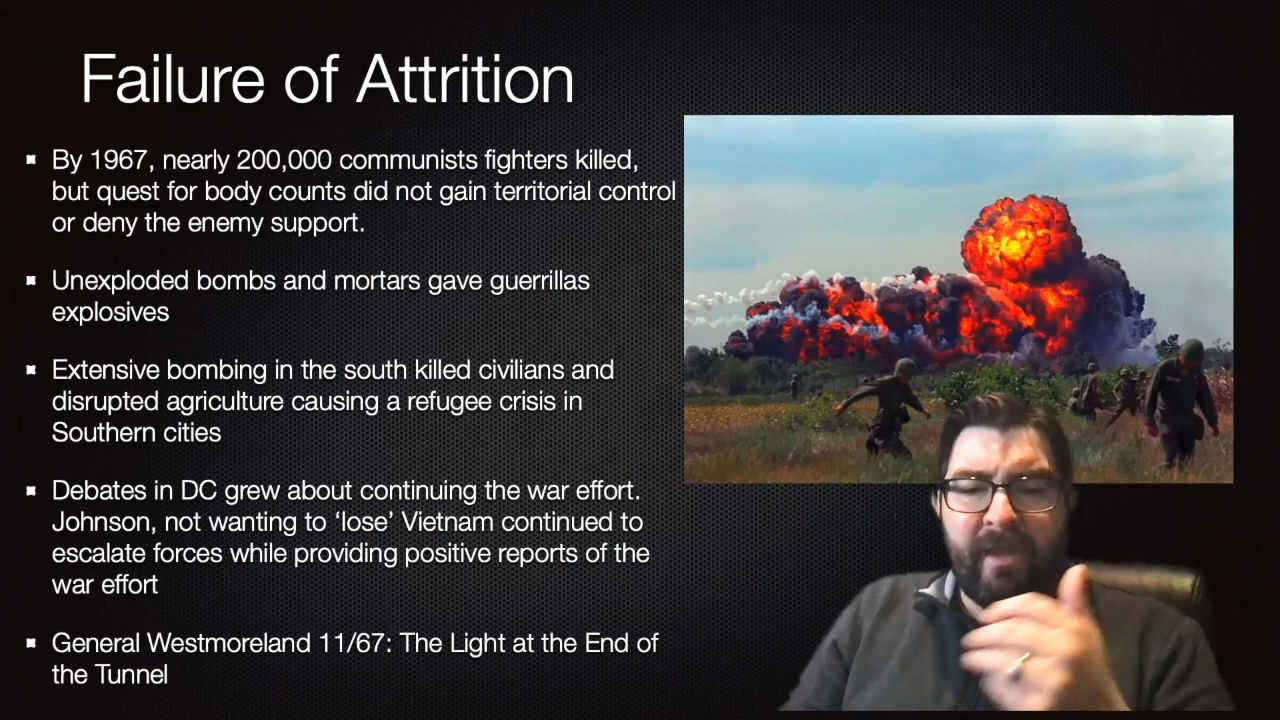 Failure of Attrition
By 1967, nearly 200,000 communists fighters killed,
but quest for body counts did not gain territorial control
or deny the enemy support.
Unexploded bombs and mortars gave guerrillas
explosives
Extensive bombing in the south killed civilians and
disrupted agriculture causing a refugee crisis in
Southern cities
Debates in DC grew about continuing the war effort.
Johnson, not wanting to ‘lose’ Vietnam continued to
escalate forces while providing positive reports of the
war effort
General Westmoreland 11/67: The Light at the End of
the Tunnel